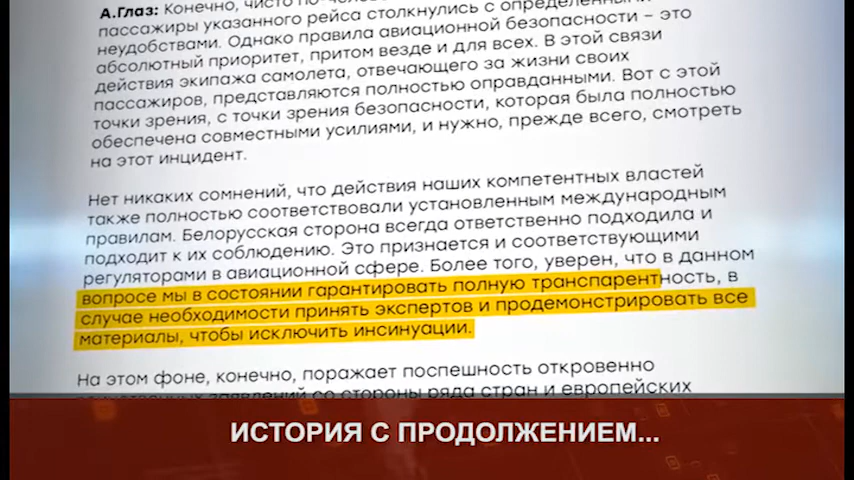 А.Глаз: Конечно, чисто
пассажиры указанного рейса столкнулись с определенными
неудобствами. Однако правила авиационной безопасности – это
абсолютный приоритет, притом везде и для всех. В этой связи
действия экипажа самолета, отвечающего за жизни своих
пассажиров, представляются полностью оправданными. Вот с этой
точки зрения, с точки зрения безопасности, которая была полностью
обеспечена совместными усилиями, и нужно, прежде всего, смотреть
на этот инцидент.
Нет никаких сомнений, что действия наших компетентных властей
также полностью соответствовали установленным международным
правилам. Белорусская сторона всегда ответственно подходила и
подходит к их соблюдению. Это признается и соответствующими
регуляторами в авиационной сфере. Более того, уверен, что в данном
вопросе мы в состоянии гарантировать полную транспарентность, в
случае необходимости принять экспертов и продемонстрировать все
материалы, чтобы исключить инсинуации.
На этом фоне, конечно, поражает поспешность откровенно
заявлений со стороны ряда стран и европейских
ИСТОРИЯ С ПРОДОЛЖЕНИЕМ...